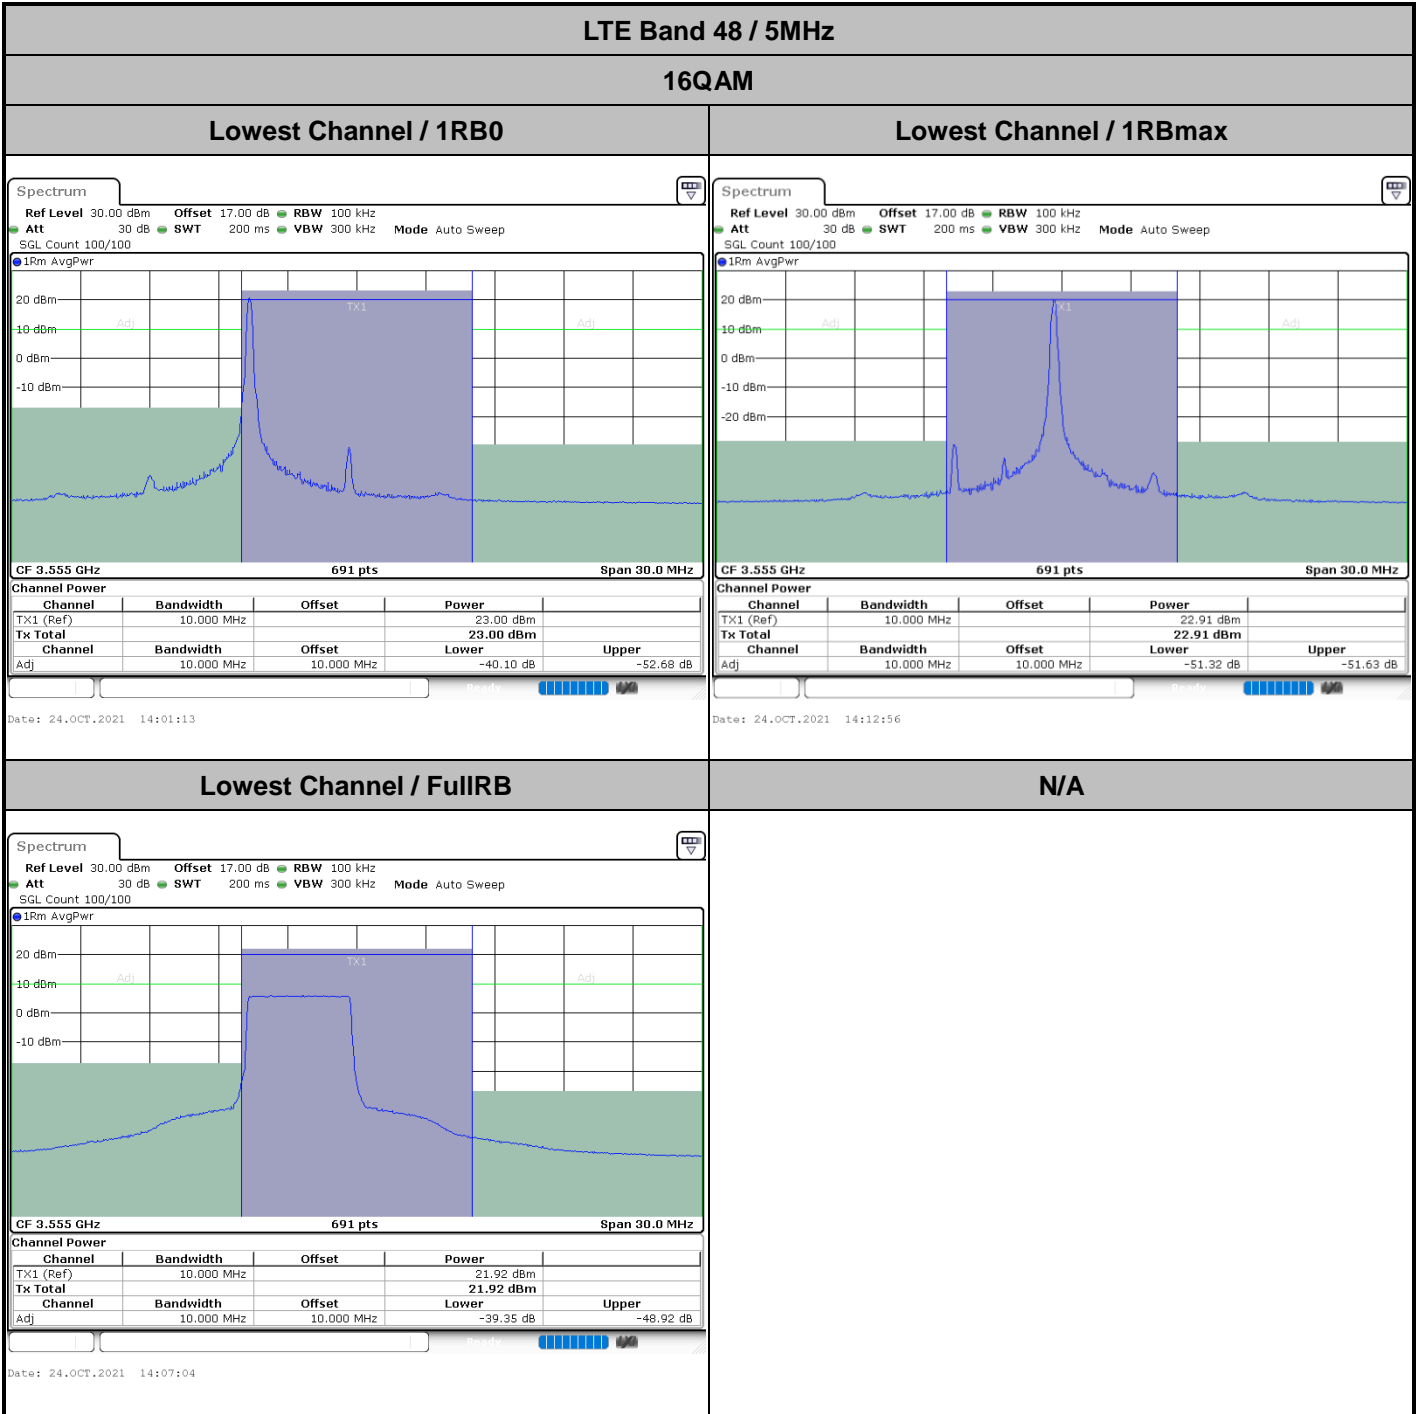 LTE Band 48 / 5MHz
16QAM
Lowest Channel / 1RB0
Lowest Channel / 1RBmax
Spectrum
Ref Level 30.00 dBm Offset 17.00 dB RBW 100 kHz
Att 30 dB SWT 200 ms VBW 300 kHz Mode Auto Sweep
SGL Count 100/100
1Rm AvgPwr
20 dBm
10 dBm
0 dBm
-10 dBm
Adj
TX1
Adj
CF 3.555 GHz 691 pts Span 30.0 MHz
Channel Power
Channel Bandwidth Offset Power
TX1 (Ref) 10.000 MHz 23.00 dBm
Tx Total 23.00 dBm
Channel Bandwidth Offset Lower Upper
Adj 10.000 MHz 10.000 MHz -40.10 dB -52.68 dB
Ready
Date: 24.OCT.2021 14:01:13
Spectrum
Ref Level 30.00 dBm Offset 17.00 dB RBW 100 kHz
Att 30 dB SWT 200 ms VBW 300 kHz Mode Auto Sweep
SGL Count 100/100
1Rm AvgPwr
20 dBm
10 dBm
0 dBm
-10 dBm
-20 dBm
Adj
X1
Adj
CF 3.555 GHz 691 pts Span 30.0 MHz
Channel Power
Channel Bandwidth Offset Power
TX1 (Ref) 10.000 MHz 22.91 dBm
Tx Total 22.91 dBm
Channel Bandwidth Offset Lower Upper
Adj 10.000 MHz 10.000 MHz -51.32 dB -51.63 dB
Ready
Date: 24.OCT.2021 14:12:56
Lowest Channel / FullRB
N/A
Spectrum
Ref Level 30.00 dBm Offset 17.00 dB RBW 100 kHz
Att 30 dB SWT 200 ms VBW 300 kHz Mode Auto Sweep
SGL Count 100/100
1Rm AvgPwr
20 dBm
10 dBm
0 dBm
-10 dBm
Adj
TX1
Adj
CF 3.555 GHz 691 pts Span 30.0 MHz
Channel Power
Channel Bandwidth Offset Power
TX1 (Ref) 10.000 MHz 21.92 dBm
Tx Total 21.92 dBm
Channel Bandwidth Offset Lower Upper
Adj 10.000 MHz 10.000 MHz -39.35 dB -48.92 dB
Ready
Date: 24.OCT.2021 14:07:04